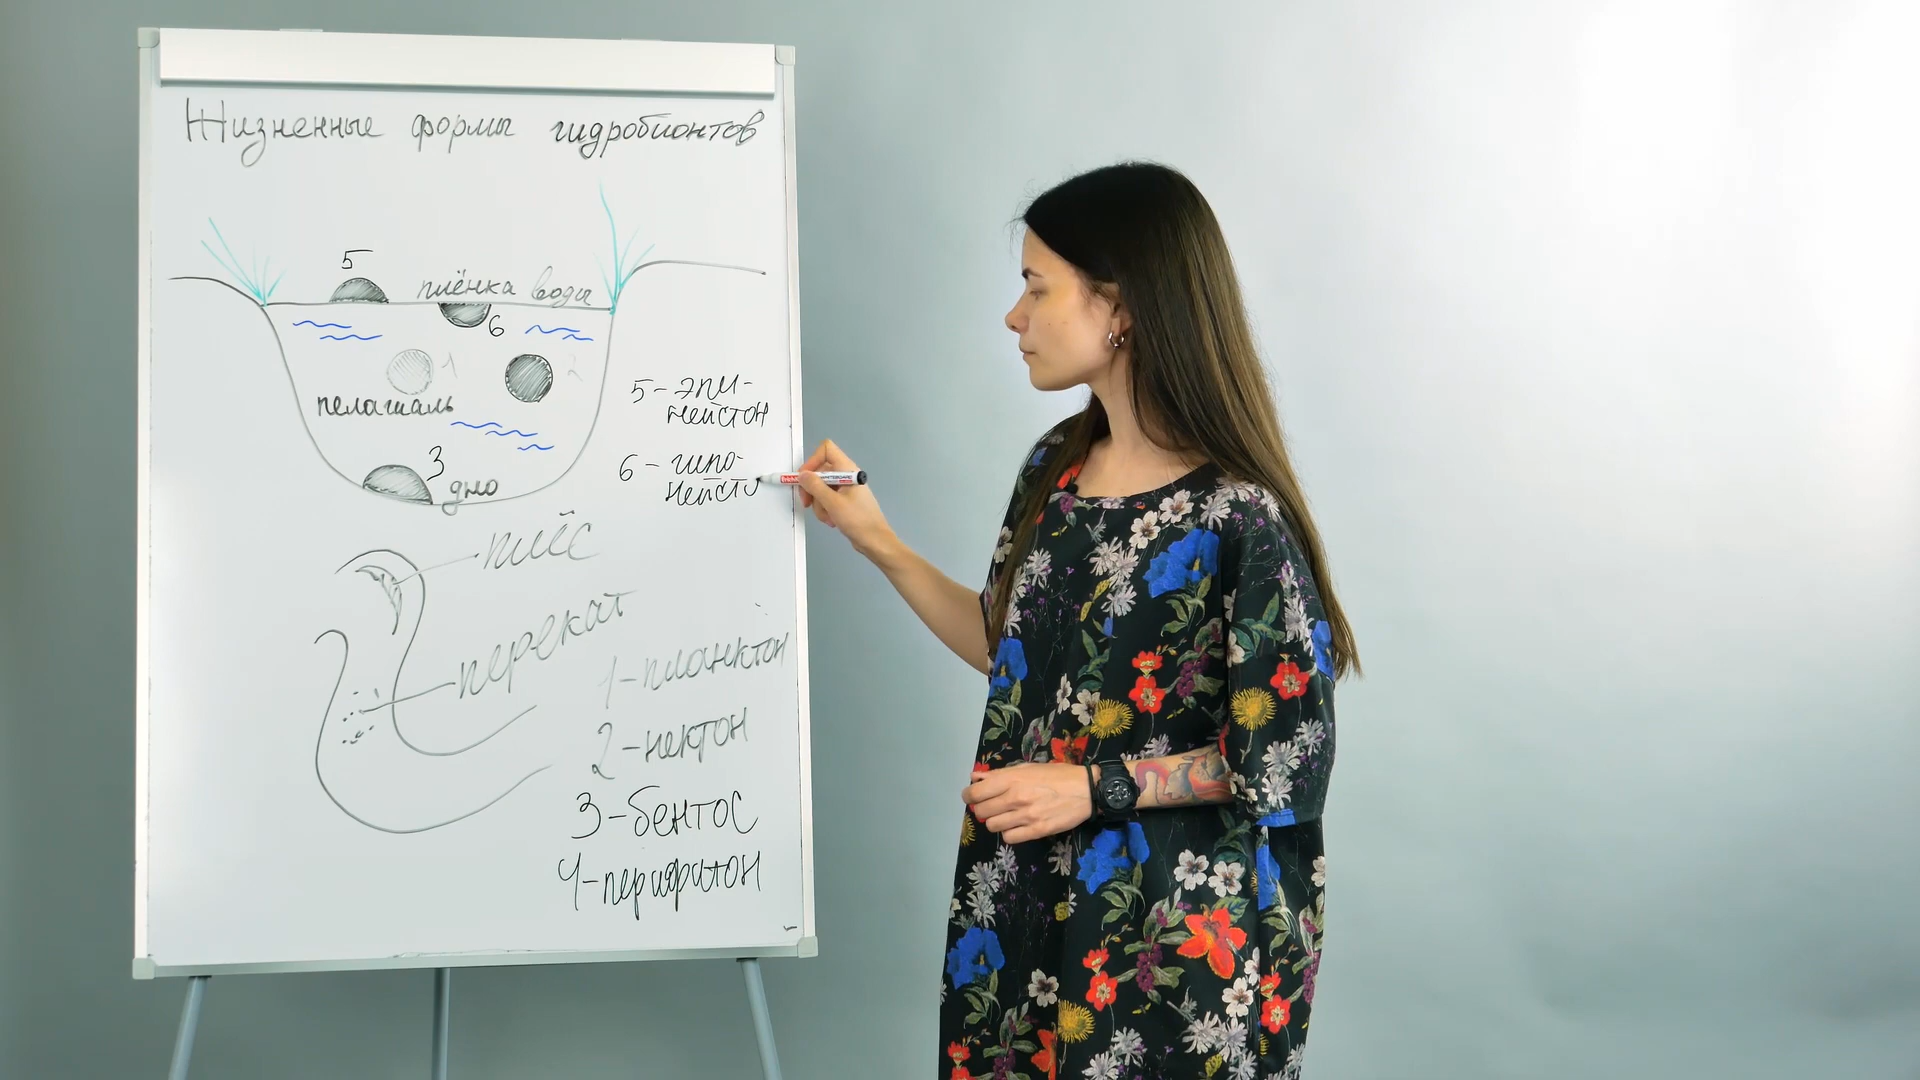 Жизненные формы гидробионтов
5
плёнка воды
6
1
2
пелагиаль
3
дно
5-эпи-
нейстон
6-гипо-
нейсто
плёс
перекат
1-планктон
2-нектон
3-бентос
4-перифитон